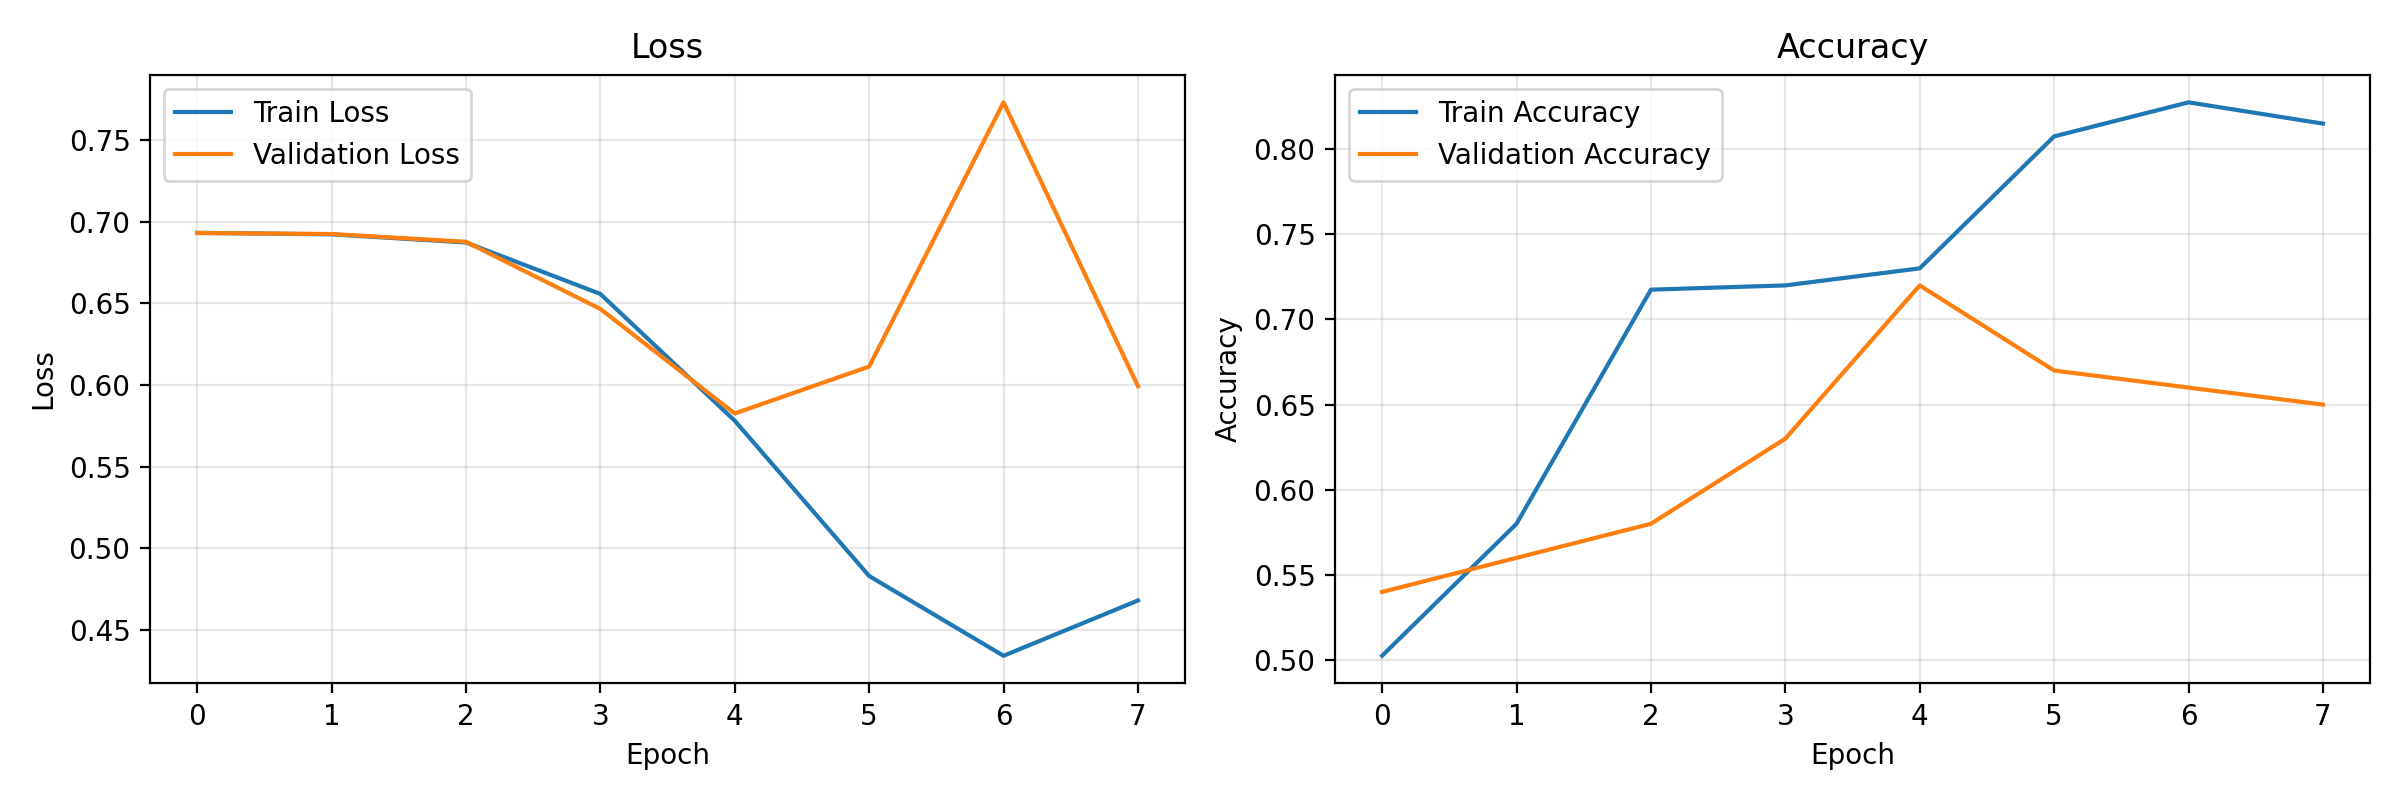 Loss
Train Loss
Validation Loss
0.75
0.70
0.65
0.60
0.55
0.50
0.45
Loss
0 1 2 3 4 5 6 7
Epoch
Accuracy
Train Accuracy
Validation Accuracy
0.80
0.75
0.70
0.65
0.60
0.55
0.50
Accuracy
0 1 2 3 4 5 6 7
Epoch